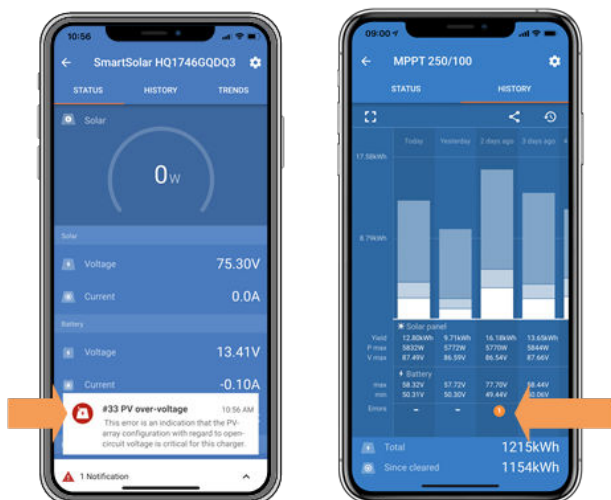 10:56
SmartSolar HQ1746GQDQ3
STATUS HISTORY TRENDS
Solar
0W
Solar
Voltage 75.30V
Current 0.0A
Battery
Voltage 13.41V
Current -0.10A
#33 PV over-voltage 10:56 AM
This error is an indication that the PV-
array configuration with regard to open-
circuit voltage is critical for this charger.
1 Notification
09:00
MPPT 250/100
STATUS HISTORY
Today Yesterday 2 days ago 3 days ago 4
17.58kWh
8.79kWh
Solar panel
Yield 12.80kWh 9.71kWh 16.18kWh 13.65kWh
P max 5832W 5772W 5770W 5844W
V max 87.49V 86.59V 86.54V 87.66V
Battery
max 58.32V 57.72V 77.70V 58.44V
min 50.31V 50.30V 49.44V
Errors – – 1
Total 1215kWh
Since cleared 1154kWh